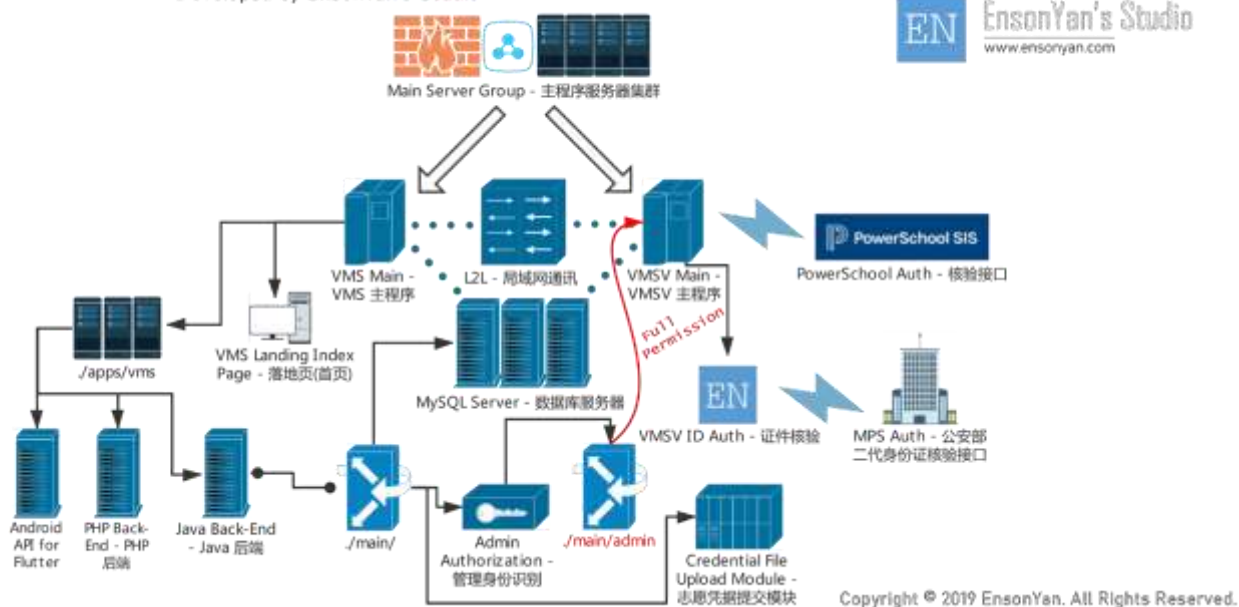 EN
EnsonYan's Studio
www.ensonyan.com
Main Server Group - 主程序服务器集群
VMS Main -
VMS 主程序
L2L - 局域网通讯
VMSV Main -
VMSV 主程序
PowerSchool SIS
PowerSchool Auth - 核验接口
./apps/vms
VMS Landing Index
Page - 落地页(首页)
Full
Permission
MySQL Server - 数据库服务器
EN
VMSV ID Auth - 证件核验
MPS Auth - 公安部
二代身份证核验接口
Android
API for
Flutter
PHP Back-
End - PHP
后端
Java Back-End
- Java 后端
./main/
Admin
Authorization -
管理身份识别
./main/admin
Credential File
Upload Module -
志愿凭据提交模块
Copyright © 2019 EnsonYan. All Rights Reserved.